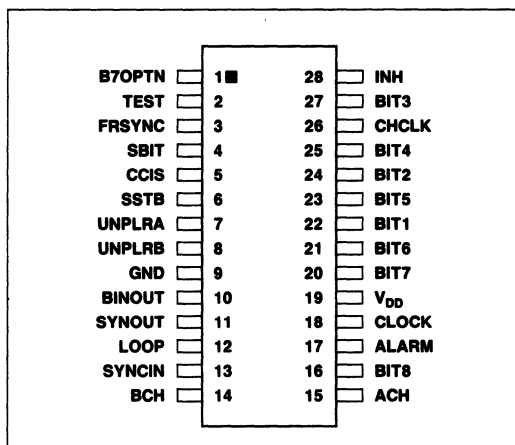 B7OPTN 1 28 INH
TEST 2 27 BIT3
FRSYNC 3 26 CHCLK
SBIT 4 25 BIT4
CCIS 5 24 BIT2
SSTB 6 23 BIT5
UNPLRA 7 22 BIT1
UNPLRB 8 21 BIT6
GND 9 20 BIT7
BINOUT 10 19 VDD
SYNOUT 11 18 CLOCK
LOOP 12 17 ALARM
SYNCIN 13 16 BIT8
BCH 14 15 ACH